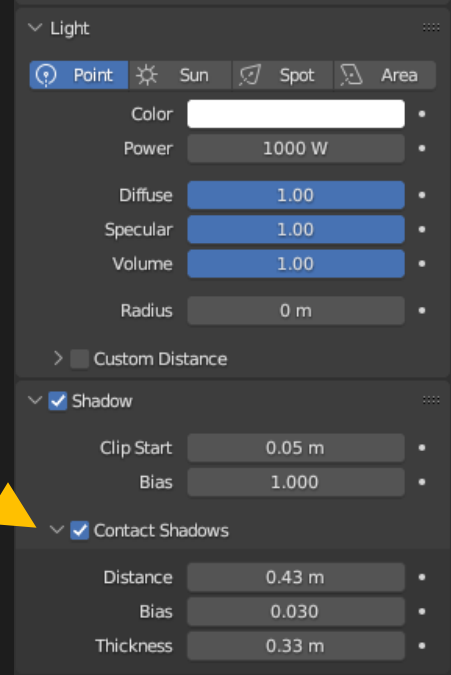 Light
Point Sun Spot Area
Color
Power 1000 W
Diffuse 1.00
Specular 1.00
Volume 1.00
Radius 0 m
Custom Distance
Shadow
Clip Start 0.05 m
Bias 1.000
Contact Shadows
Distance 0.43 m
Bias 0.030
Thickness 0.33 m